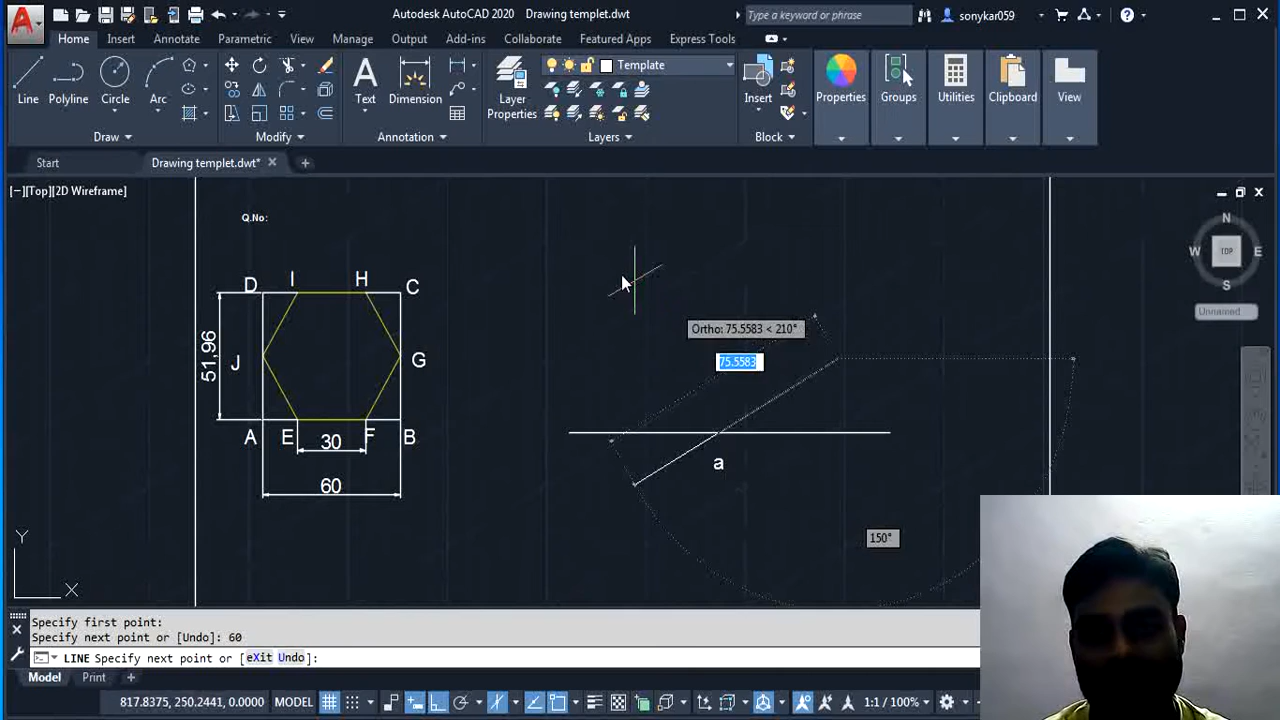 Autodesk AutoCAD 2020 Drawing templet.dwt
Type a keyword or phrase
sonykar059
Home Insert Annotate Parametric View Manage Output Add-ins Collaborate Featured Apps Express Tools
Template
Line Polyline Circle Arc
Text Dimension
Layer Properties
Insert
Properties Groups Utilities Clipboard View
Draw Modify Annotation Layers Block
Start Drawing templet.dwt* +
[−][Top][2D Wireframe]
Q.No:
N
W TOP E
S
Unnamed
D I H C
51,96
J G
A E F B
30
60
Ortho: 75.5583 < 210°
75.5583
a
150°
Y
X
Specify first point:
Specify next point or [Undo]: 60
LINE Specify next point or [eXit Undo]:
Model Print +
817.8375, 250.2441, 0.0000 MODEL 1:1 / 100%